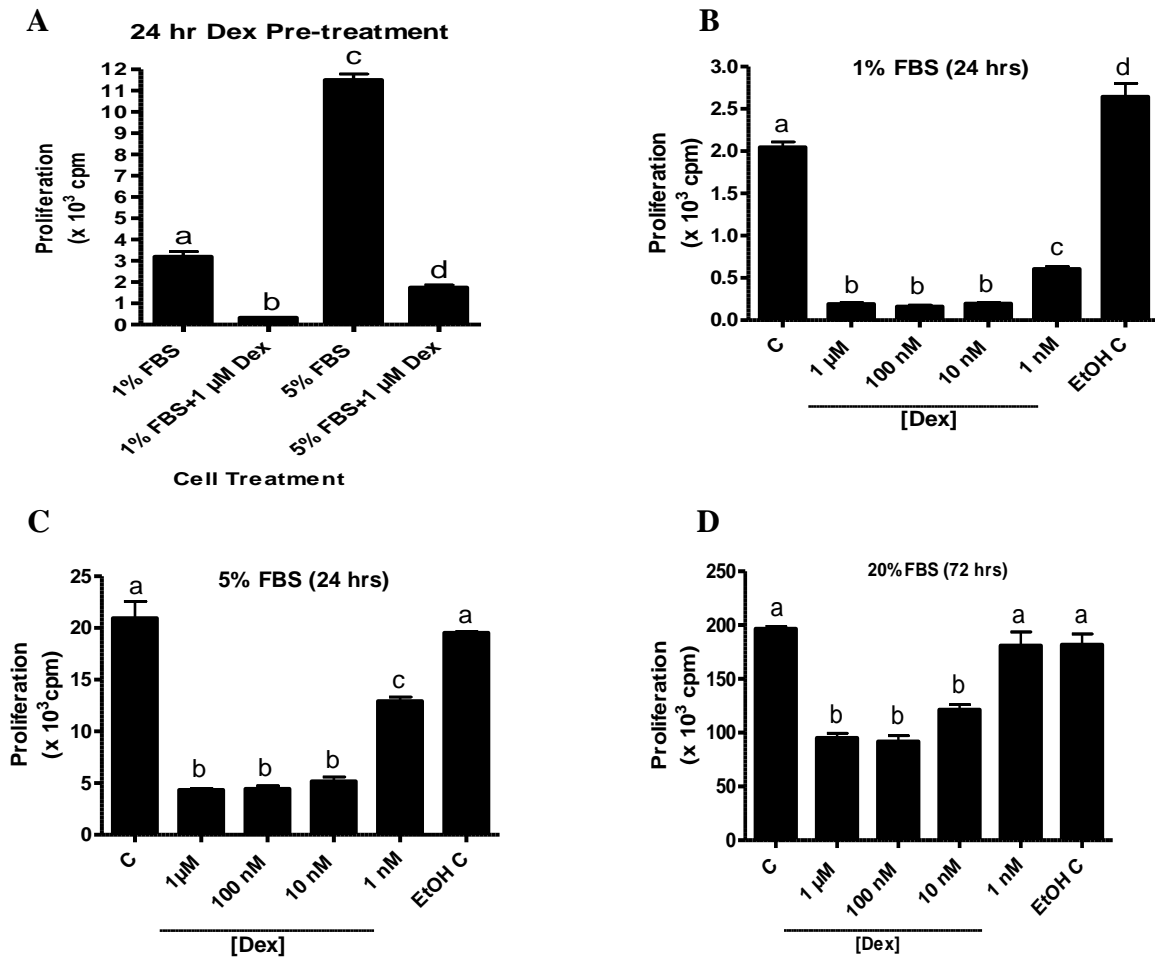 A
24 hr Dex Pre-treatment
Proliferation
(x 10³ cpm)
12
11
10
9
8
7
6
5
4
3
2
1
0
a
b
c
d
1% FBS
1% FBS+1 µM Dex
5% FBS
5% FBS+1 µM Dex
Cell Treatment
B
1% FBS (24 hrs)
Proliferation
(x 10³ cpm)
3.0
2.5
2.0
1.5
1.0
0.5
0.0
a
b
b
b
c
d
C
1 µM
100 nM
10 nM
1 nM
EtOH C
[Dex]
C
5% FBS (24 hrs)
Proliferation
(x 10³cpm)
25
20
15
10
5
0
a
b
b
b
c
a
C
1µM
100 nM
10 nM
1 nM
EtOH C
[Dex]
D
20%FBS (72 hrs)
Proliferation
(x 10³ cpm)
250
200
150
100
50
0
a
b
b
b
a
a
C
1 µM
100 nM
10 nM
1 nM
EtOH C
[Dex]